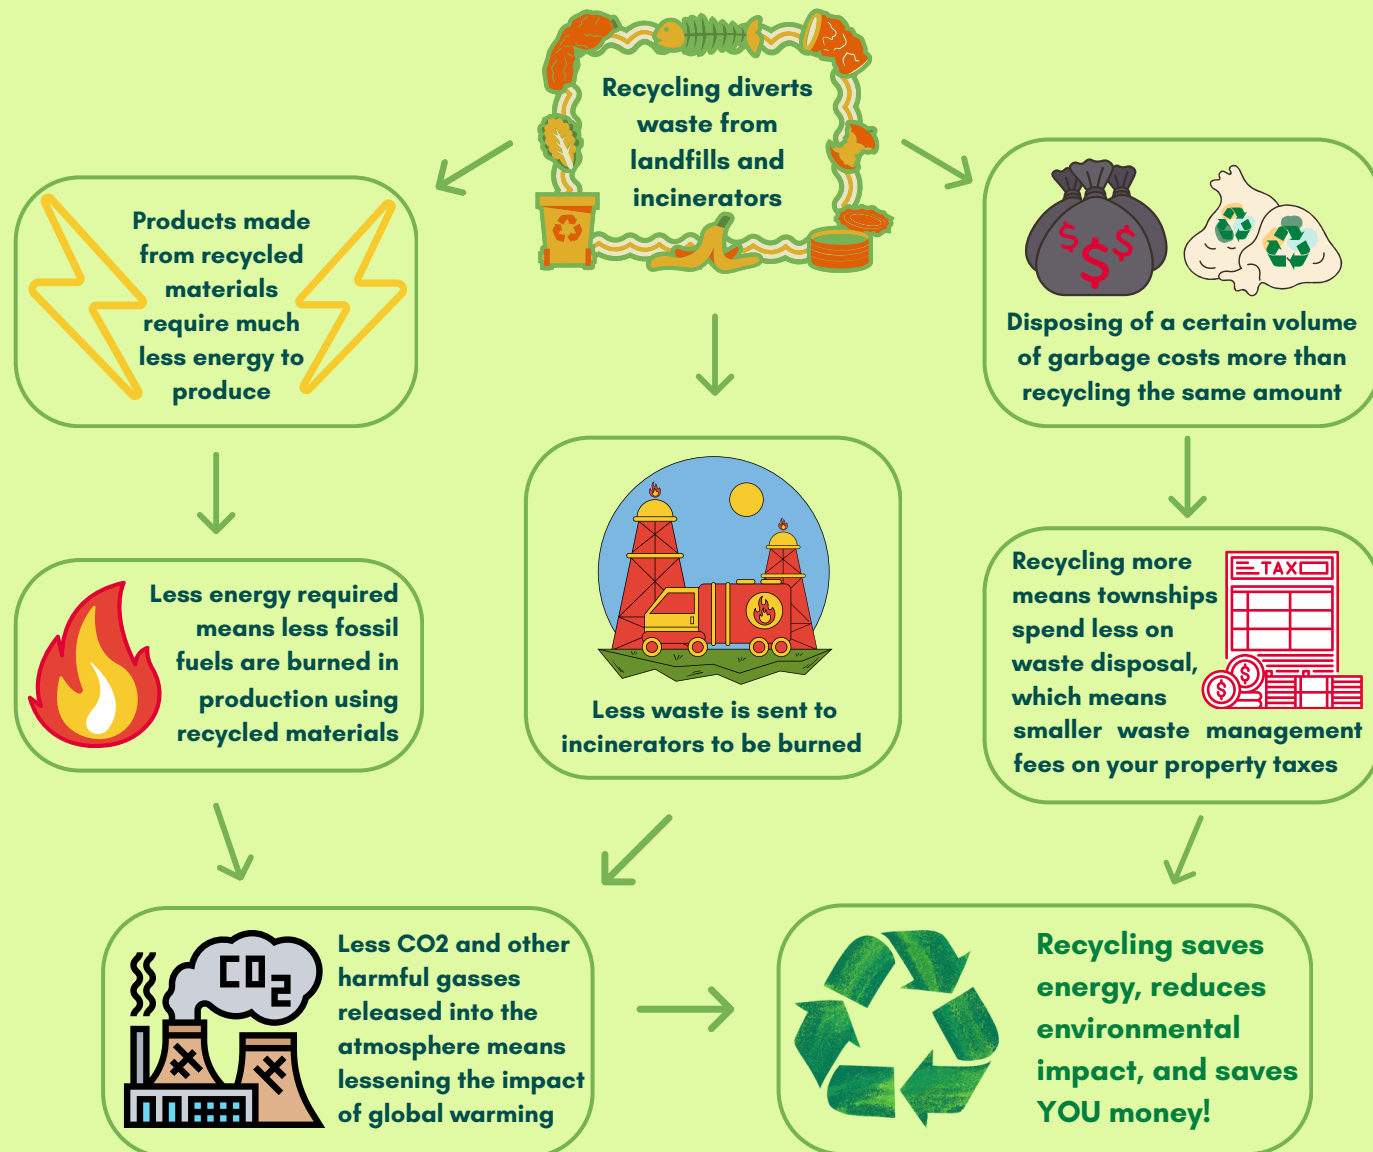 Recycling diverts
waste from
landfills and
incinerators
Products made
from recycled
materials
require much
less energy to
produce
$ $ $
Disposing of a certain volume
of garbage costs more than
recycling the same amount
Less energy required
means less fossil
fuels are burned in
production using
recycled materials
Less waste is sent to
incinerators to be burned
Recycling more
means townships
spend less on
waste disposal,
which means
smaller waste management
fees on your property taxes
TAX
$
$
CO2
Less CO2 and other
harmful gasses
released into the
atmosphere means
lessening the impact
of global warming
Recycling saves
energy, reduces
environmental
impact, and saves
YOU money!